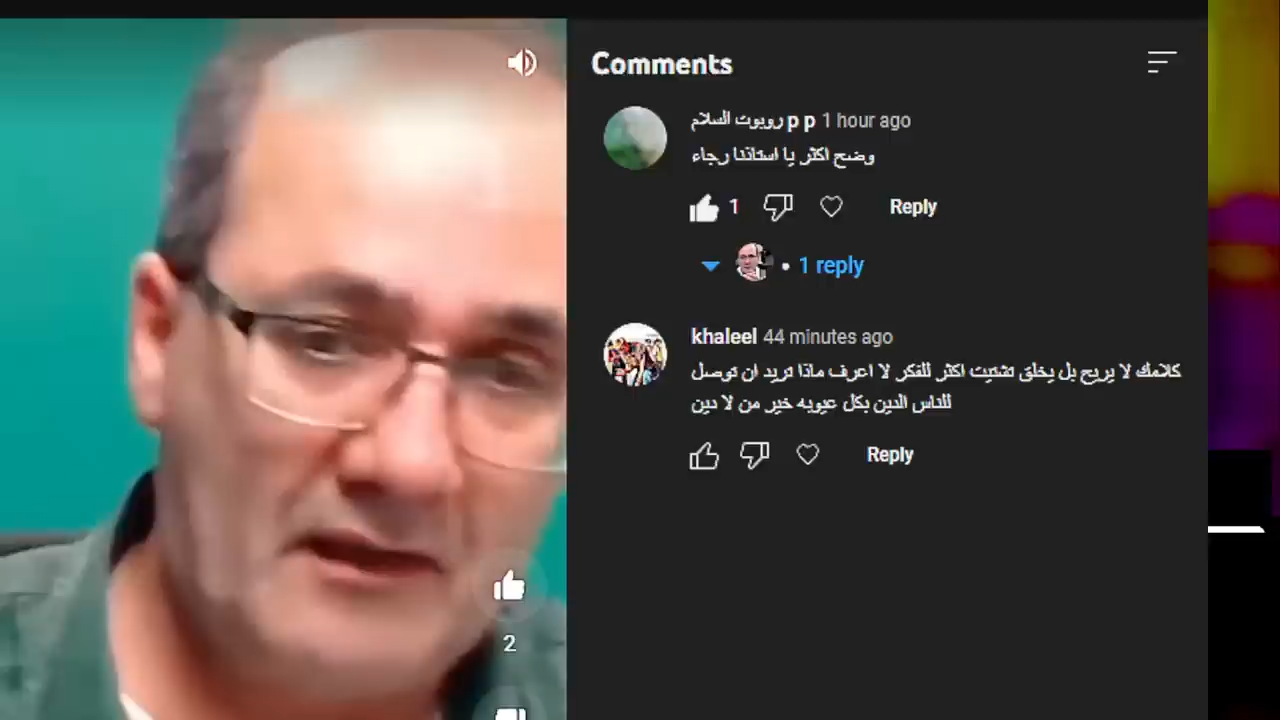 Comments
روبوت السلام p p 1 hour ago
وضح اكثر يا استاذنا رجاء
1
Reply
• 1 reply
khaleel 44 minutes ago
كلامك لا يريح بل يخلق تشتيت اكثر للفكر لا اعرف ماذا تريد ان توصل
للناس الدين بكل عيوبه خير من لا دين
Reply
2